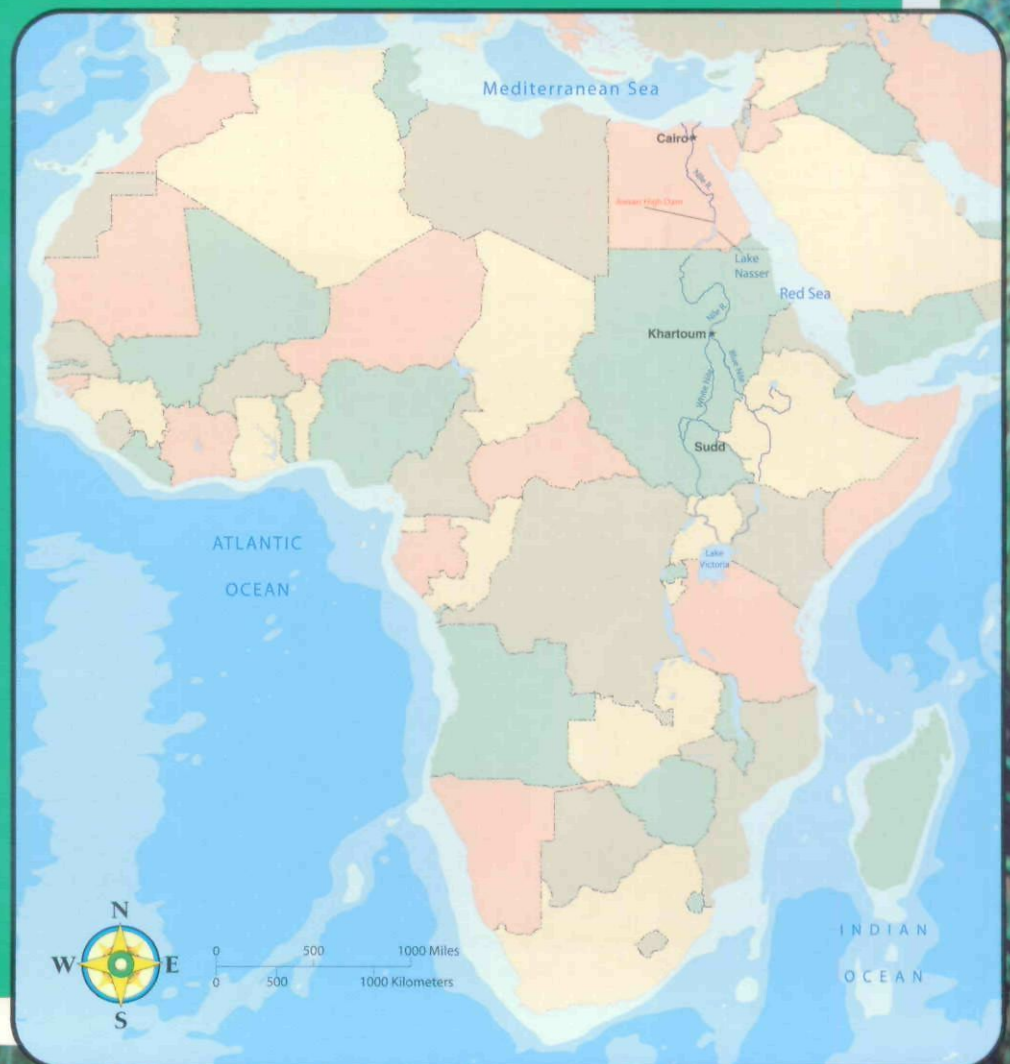 Mediterranean Sea
Cairo
Nile R.
Aswan High Dam
Lake
Nasser
Red Sea
Nile R.
Khartoum
White Nile
Blue Nile
Sudd
ATLANTIC
OCEAN
Lake
Victoria
INDIAN
OCEAN
N
W E
S
0 500 1000 Miles
0 500 1000 Kilometers